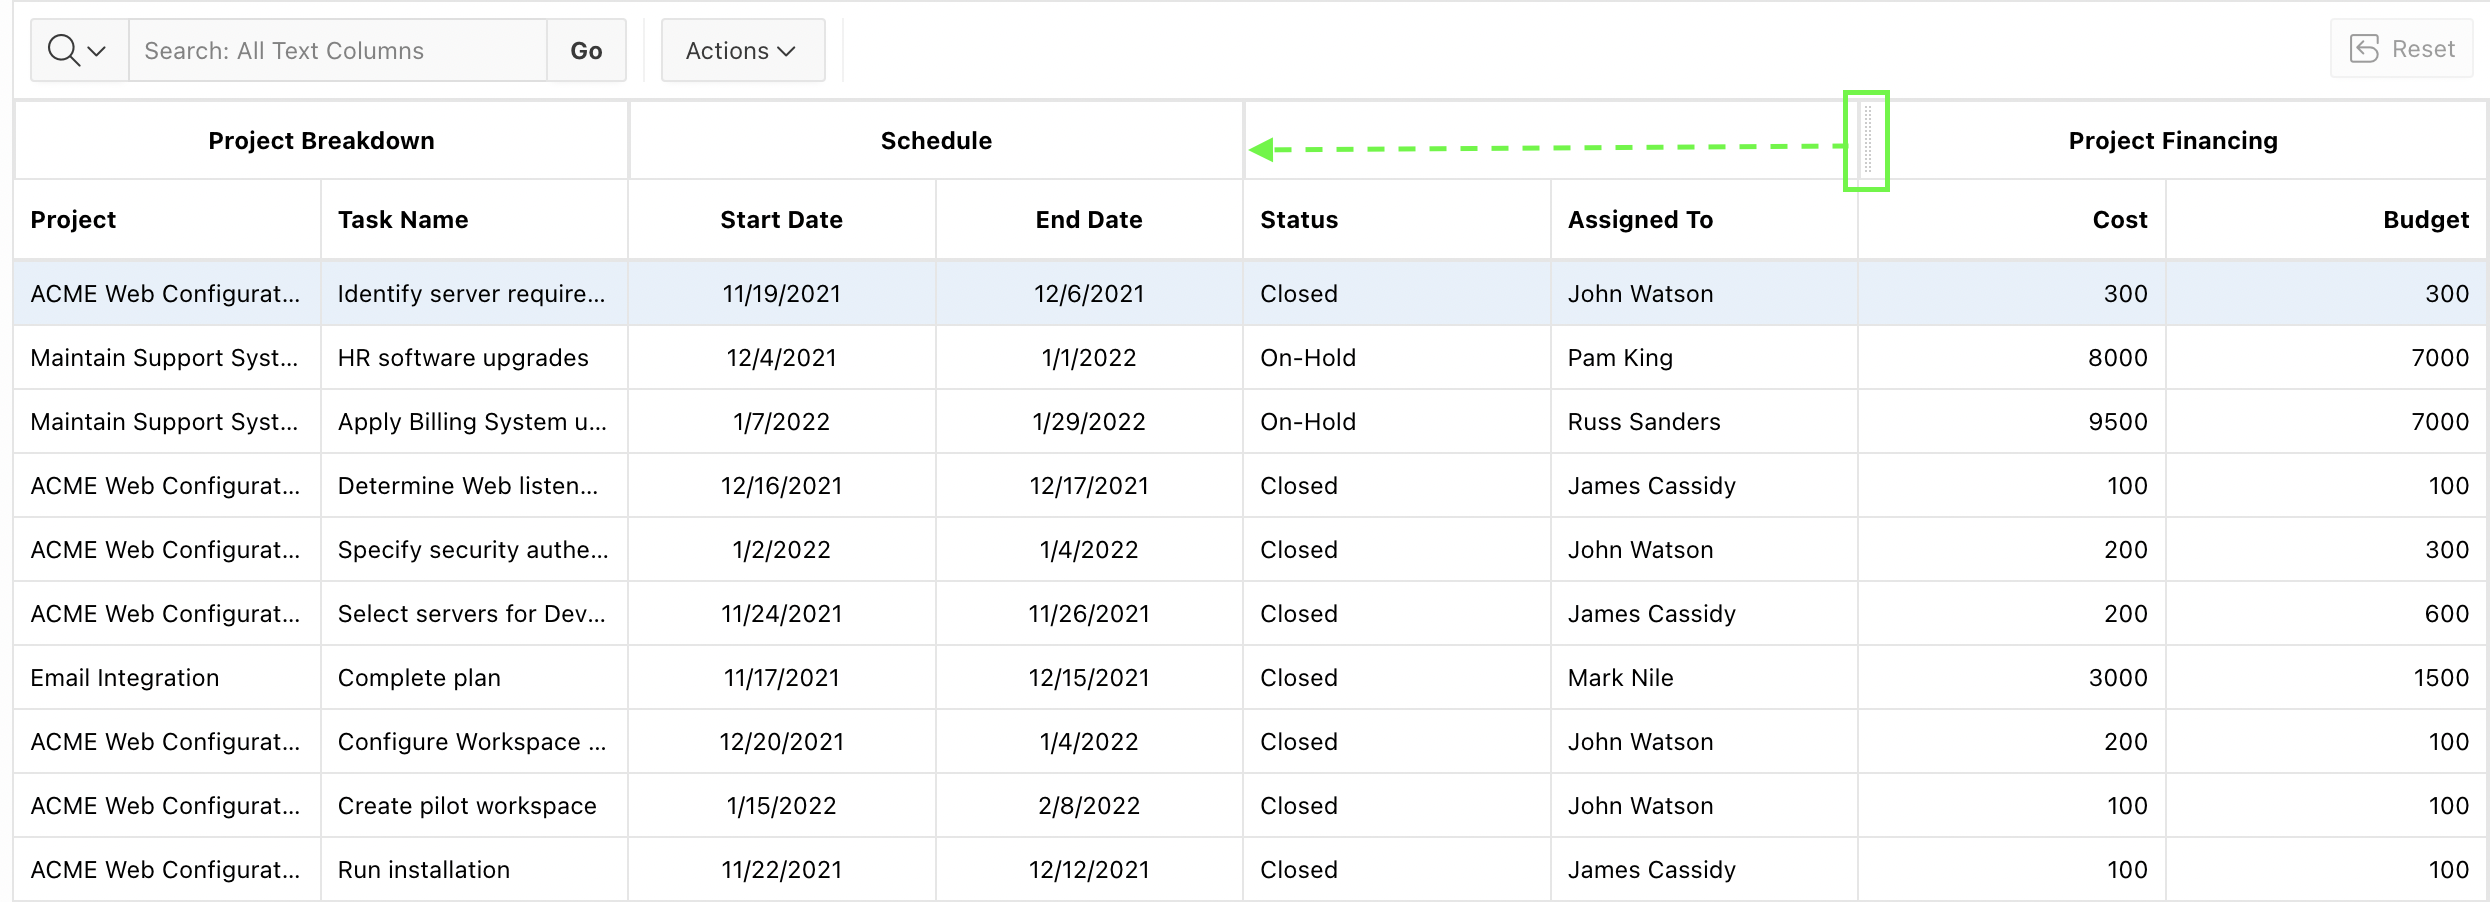 Search: All Text Columns Go Actions Reset
Project Breakdown Schedule Project Financing
Project Task Name Start Date End Date Status Assigned To Cost Budget
ACME Web Configurat... Identify server require... 11/19/2021 12/6/2021 Closed John Watson 300 300
Maintain Support Syst... HR software upgrades 12/4/2021 1/1/2022 On-Hold Pam King 8000 7000
Maintain Support Syst... Apply Billing System u... 1/7/2022 1/29/2022 On-Hold Russ Sanders 9500 7000
ACME Web Configurat... Determine Web listen... 12/16/2021 12/17/2021 Closed James Cassidy 100 100
ACME Web Configurat... Specify security authe... 1/2/2022 1/4/2022 Closed John Watson 200 300
ACME Web Configurat... Select servers for Dev... 11/24/2021 11/26/2021 Closed James Cassidy 200 600
Email Integration Complete plan 11/17/2021 12/15/2021 Closed Mark Nile 3000 1500
ACME Web Configurat... Configure Workspace ... 12/20/2021 1/4/2022 Closed John Watson 200 100
ACME Web Configurat... Create pilot workspace 1/15/2022 2/8/2022 Closed John Watson 100 100
ACME Web Configurat... Run installation 11/22/2021 12/12/2021 Closed James Cassidy 100 100